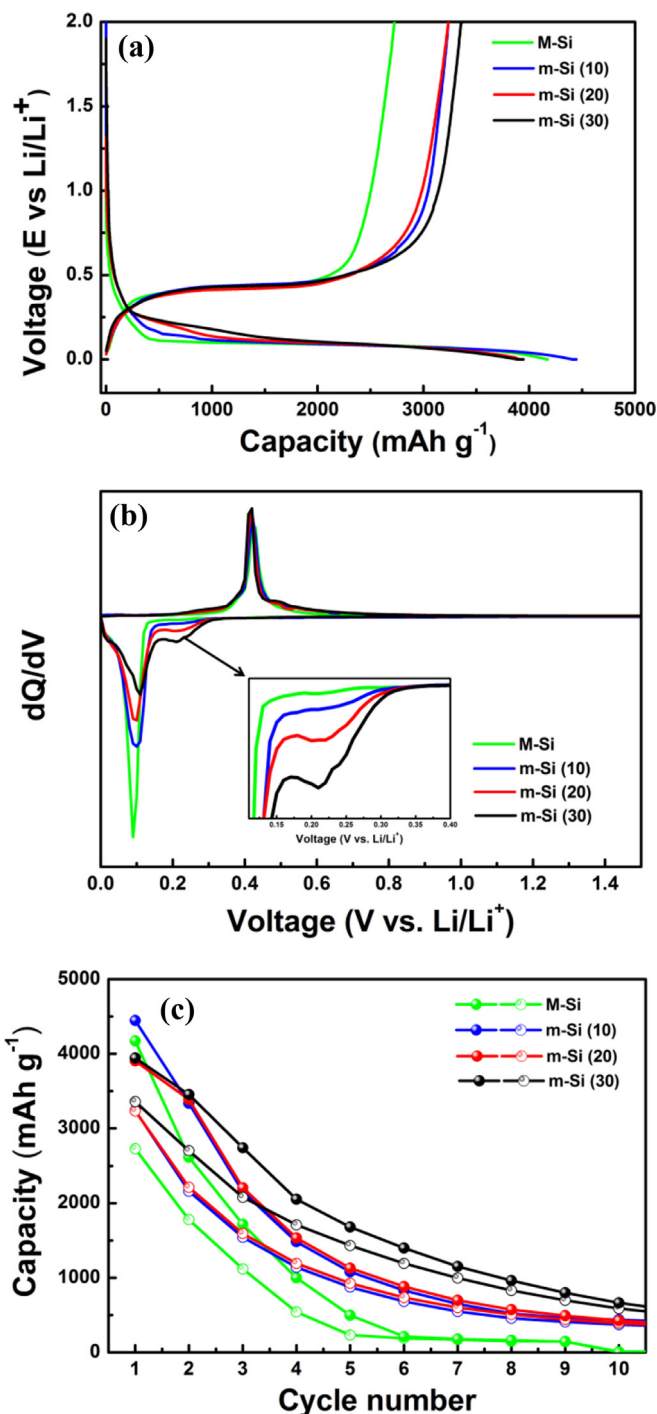 (a)
M-Si
m-Si (10)
m-Si (20)
m-Si (30)
Voltage (E vs Li/Li⁺)
2.0
1.5
1.0
0.5
0.0
0 1000 2000 3000 4000 5000
Capacity (mAh g⁻¹)
(b)
dQ/dV
0.15 0.20 0.25 0.30 0.35 0.40
Voltage (V vs. Li/Li⁺)
M-Si
m-Si (10)
m-Si (20)
m-Si (30)
0.0 0.2 0.4 0.6 0.8 1.0 1.2 1.4
Voltage (V vs. Li/Li⁺)
(c)
M-Si
m-Si (10)
m-Si (20)
m-Si (30)
Capacity (mAh g⁻¹)
5000
4000
3000
2000
1000
0
1 2 3 4 5 6 7 8 9 10
Cycle number